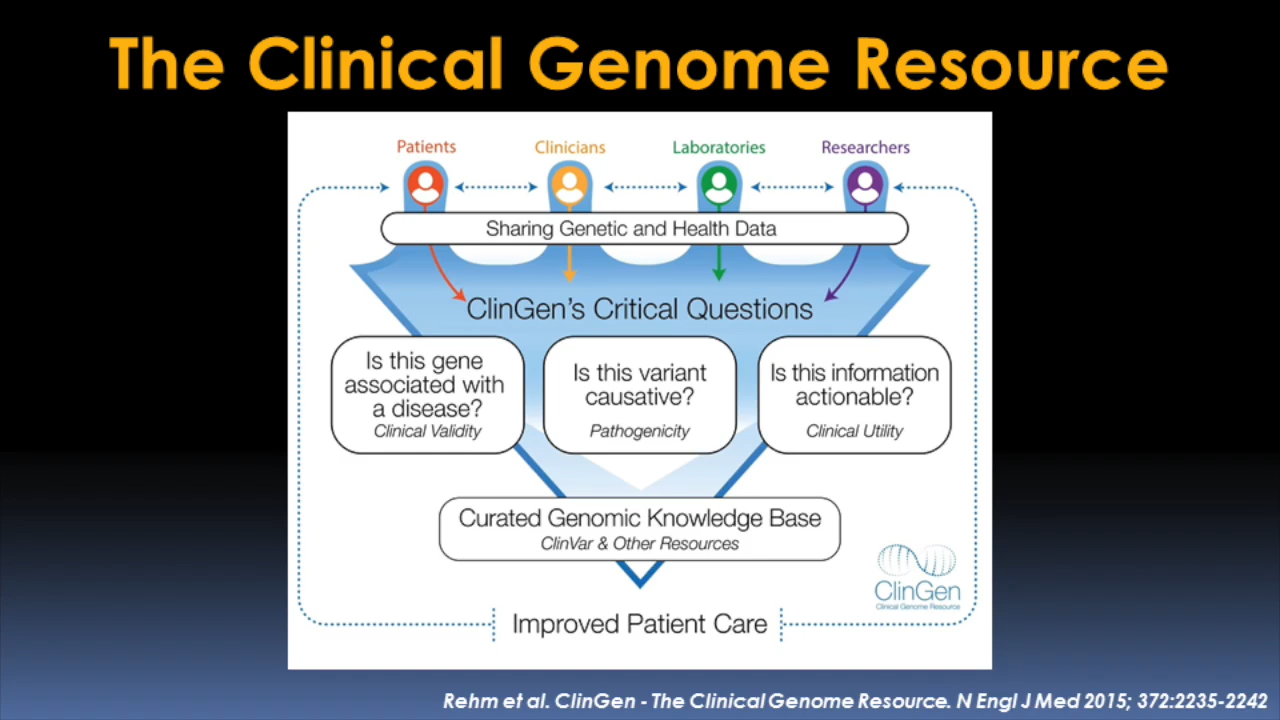 The Clinical Genome Resource
Patients
Clinicians
Laboratories
Researchers
Sharing Genetic and Health Data
ClinGen's Critical Questions
Is this gene
associated with
a disease?
Clinical Validity
Is this variant
causative?
Pathogenicity
Is this information
actionable?
Clinical Utility
Curated Genomic Knowledge Base
ClinVar & Other Resources
ClinGen
Clinical Genome Resource
Improved Patient Care
Rehm et al. ClinGen - The Clinical Genome Resource. N Engl J Med 2015; 372:2235-2242